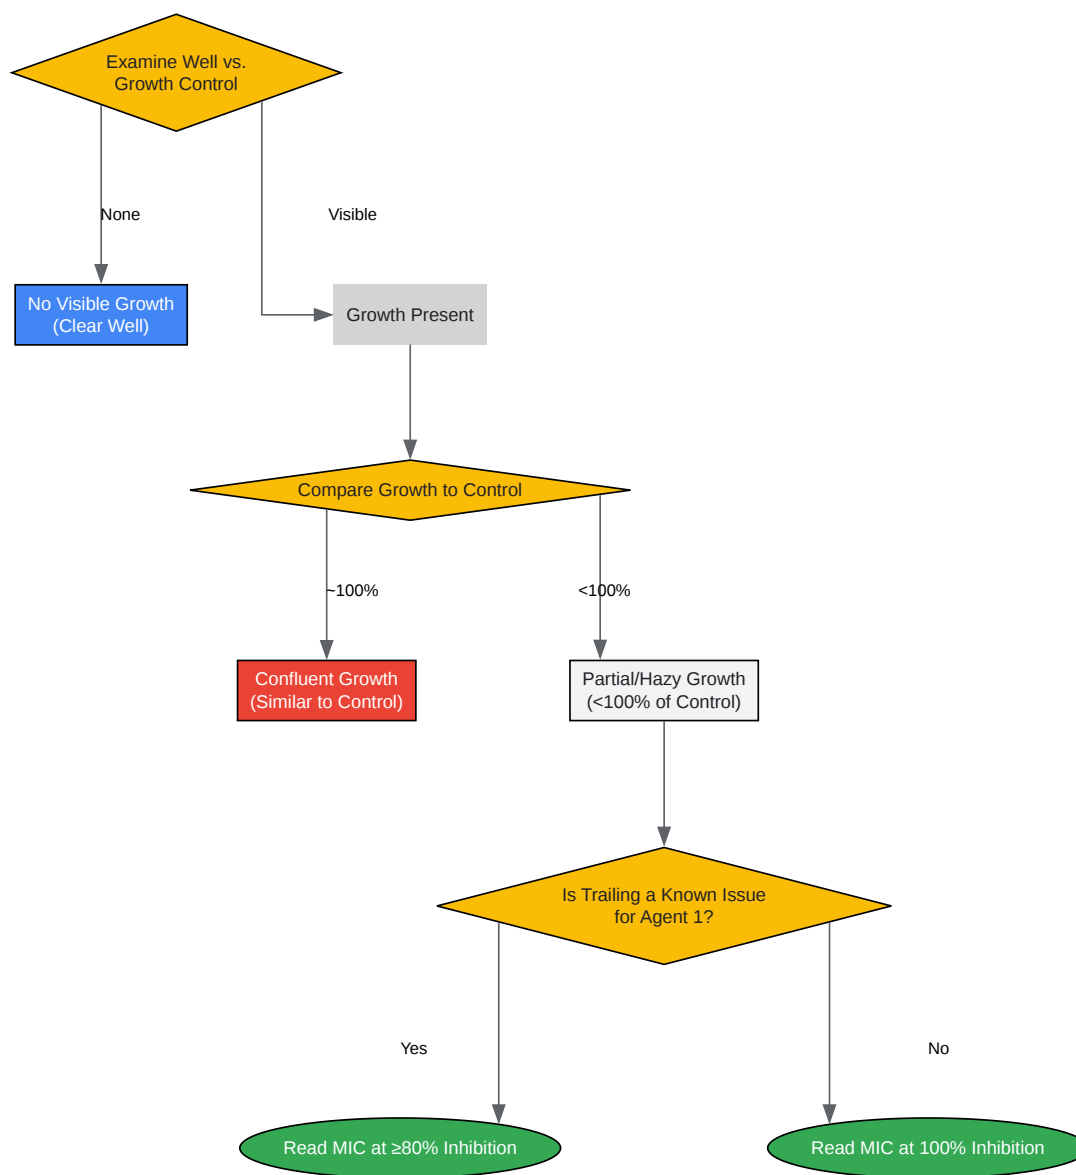 Examine Well vs.
Growth Control
None
Visible
No Visible Growth
(Clear Well)
Growth Present
Compare Growth to Control
~100%
<100%
Confluent Growth
(Similar to Control)
Partial/Hazy Growth
(<100% of Control)
Is Trailing a Known Issue
for Agent 1?
Yes
No
Read MIC at ≥80% Inhibition
Read MIC at 100% Inhibition